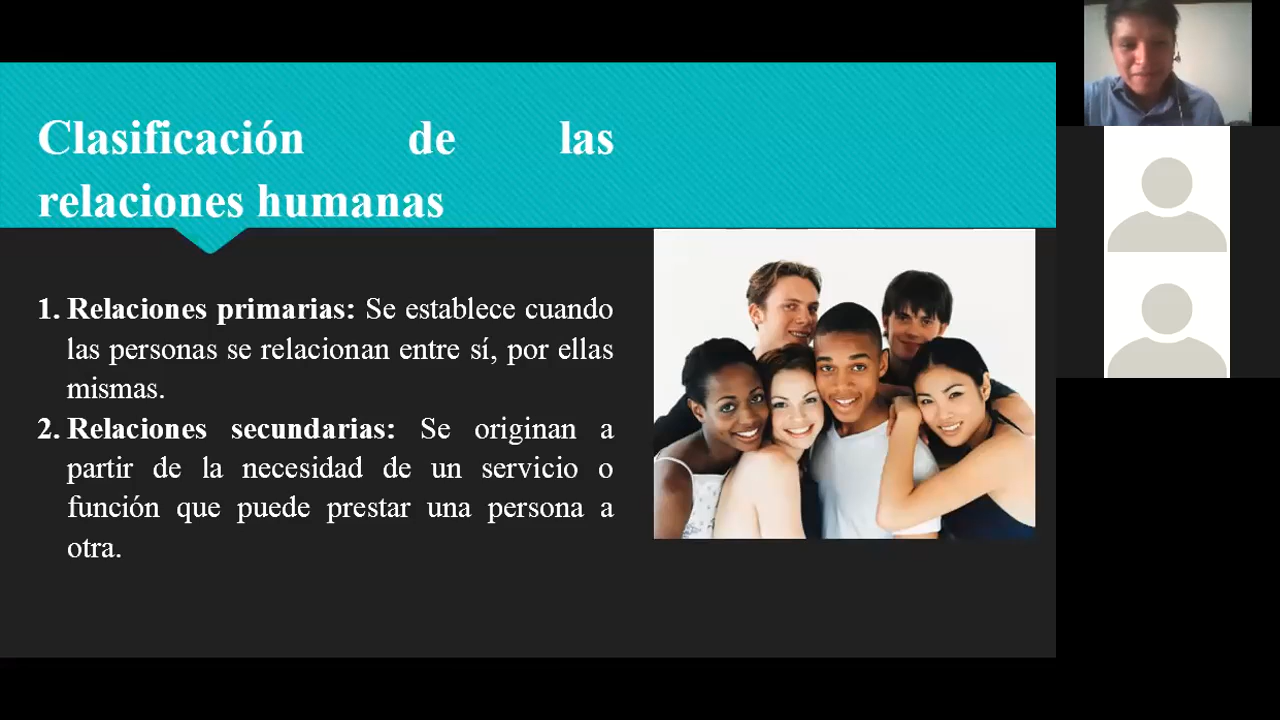 Clasificación de las
relaciones humanas
1. Relaciones primarias: Se establece cuando
las personas se relacionan entre sí, por ellas
mismas.
2. Relaciones secundarias: Se originan a
partir de la necesidad de un servicio o
función que puede prestar una persona a
otra.